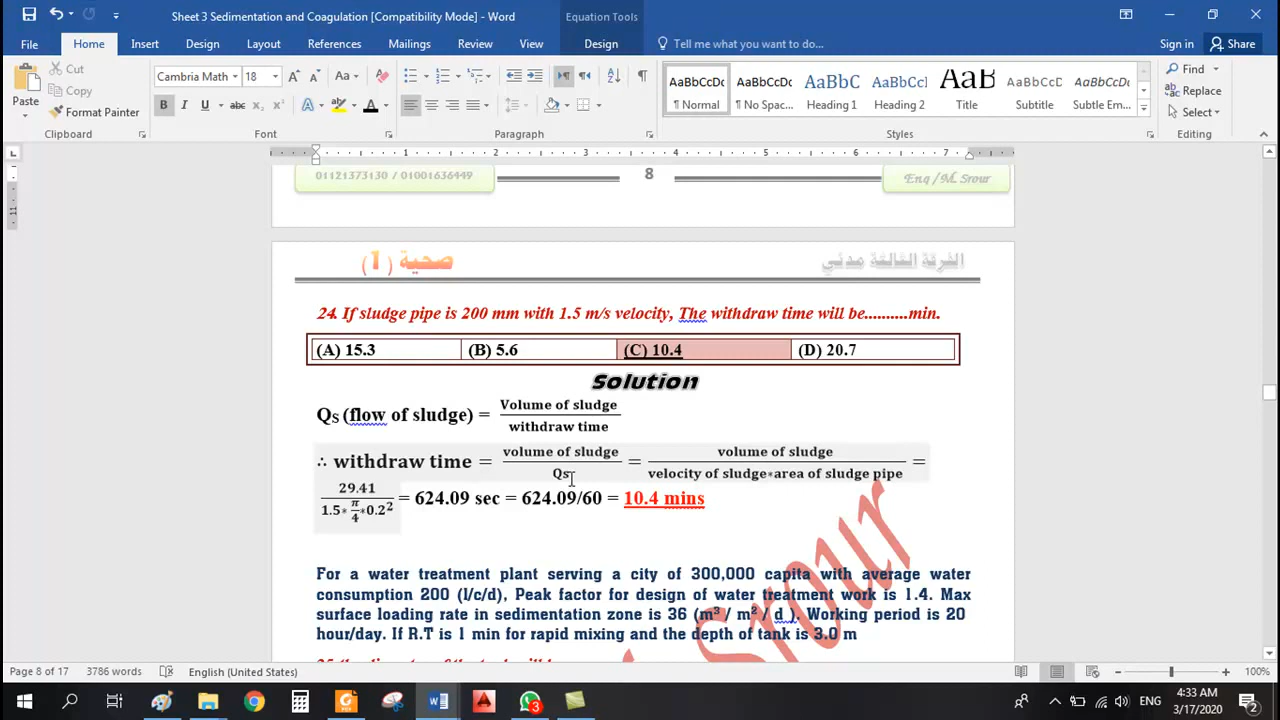 Sheet 3 Sedimentation and Coagulation [Compatibility Mode] - Word
Equation Tools
File Home Insert Design Layout References Mailings Review View Design Tell me what you want to do... Sign in Share
Paste
Cut
Copy
Format Painter
Clipboard
Cambria Math 18
B I U abc
Font
Paragraph
AaBbCcDc AaBbCcDc AaBbC AaBbCcI AaB AaBbCcD AaBbCcDc
¶ Normal ¶ No Spac... Heading 1 Heading 2 Title Subtitle Subtle Em...
Styles
Find
Replace
Select
Editing
1 2 3 4 5 6 7
01121373130 / 01001636449 8 Enq /M. Srour
صحية (1) الفرقة الثالثة مدني
24. If sludge pipe is 200 mm with 1.5 m/s velocity, The withdraw time will be..........min.
(A) 15.3 (B) 5.6 (C) 10.4 (D) 20.7
Solution
QS (flow of sludge) = Volume of sludge / withdraw time
∴ withdraw time = volume of sludge / Qs = volume of sludge / velocity of sludge*area of sludge pipe =
29.41 / 1.5*π/4*0.2² = 624.09 sec = 624.09/60 = 10.4 mins
For a water treatment plant serving a city of 300,000 capita with average water
consumption 200 (l/c/d), Peak factor for design of water treatment work is 1.4. Max
surface loading rate in sedimentation zone is 36 (m³ / m² / d ). Working period is 20
hour/day. If R.T is 1 min for rapid mixing and the depth of tank is 3.0 m
Srour
Page 8 of 17 3786 words English (United States) 100%
ENG 4:33 AM
3/17/2020